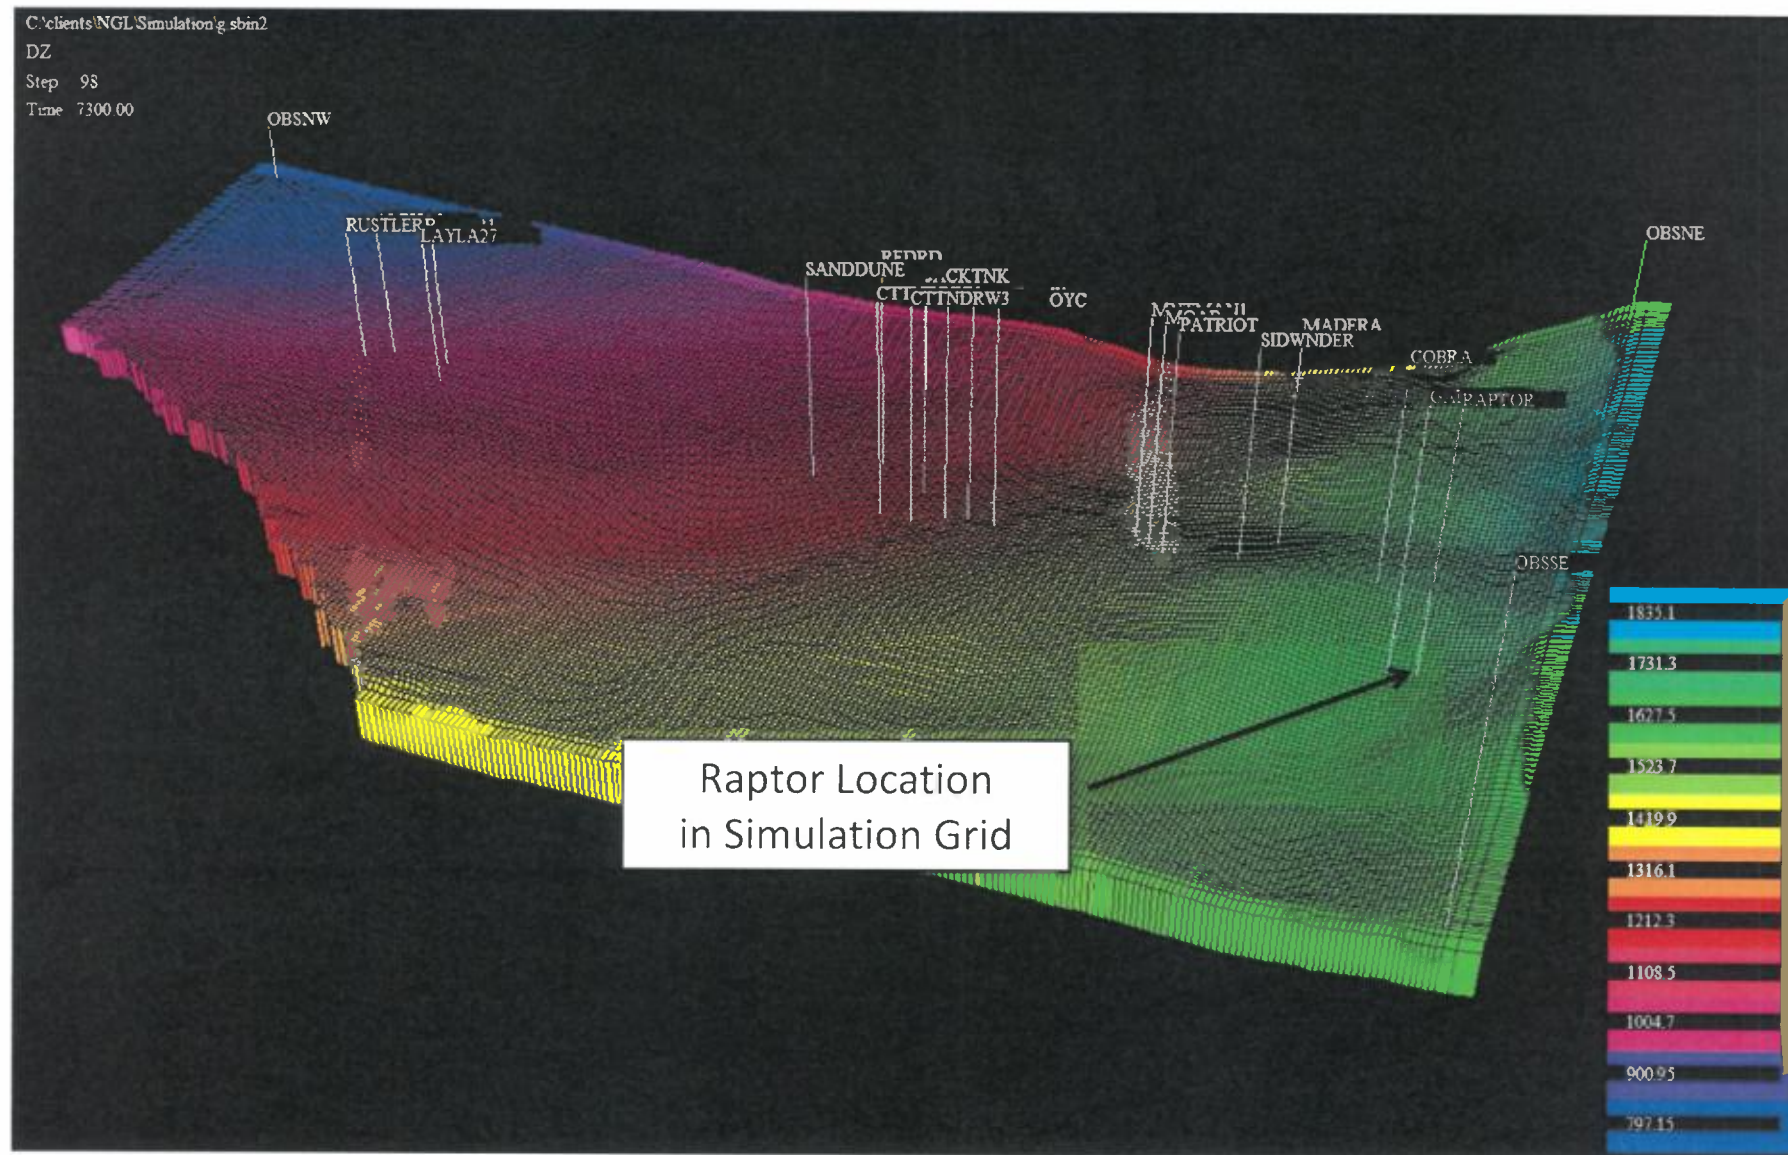 C:\clients\NGL\Simulation\g.sbin2
DZ
Step 98
Time 7300.00
OBSNW
RUSTLER
LAYLA27
SANDDUNE
CKTNK
CTTNDRW3
PATRIOT
MADERA
SIDWNDER
COBRA
RAPTOR
OBSNE
OBSSE
Raptor Location
in Simulation Grid
1835.1
1731.3
1627.5
1523.7
1419.9
1316.1
1212.3
1108.5
1004.7
900.95
797.15